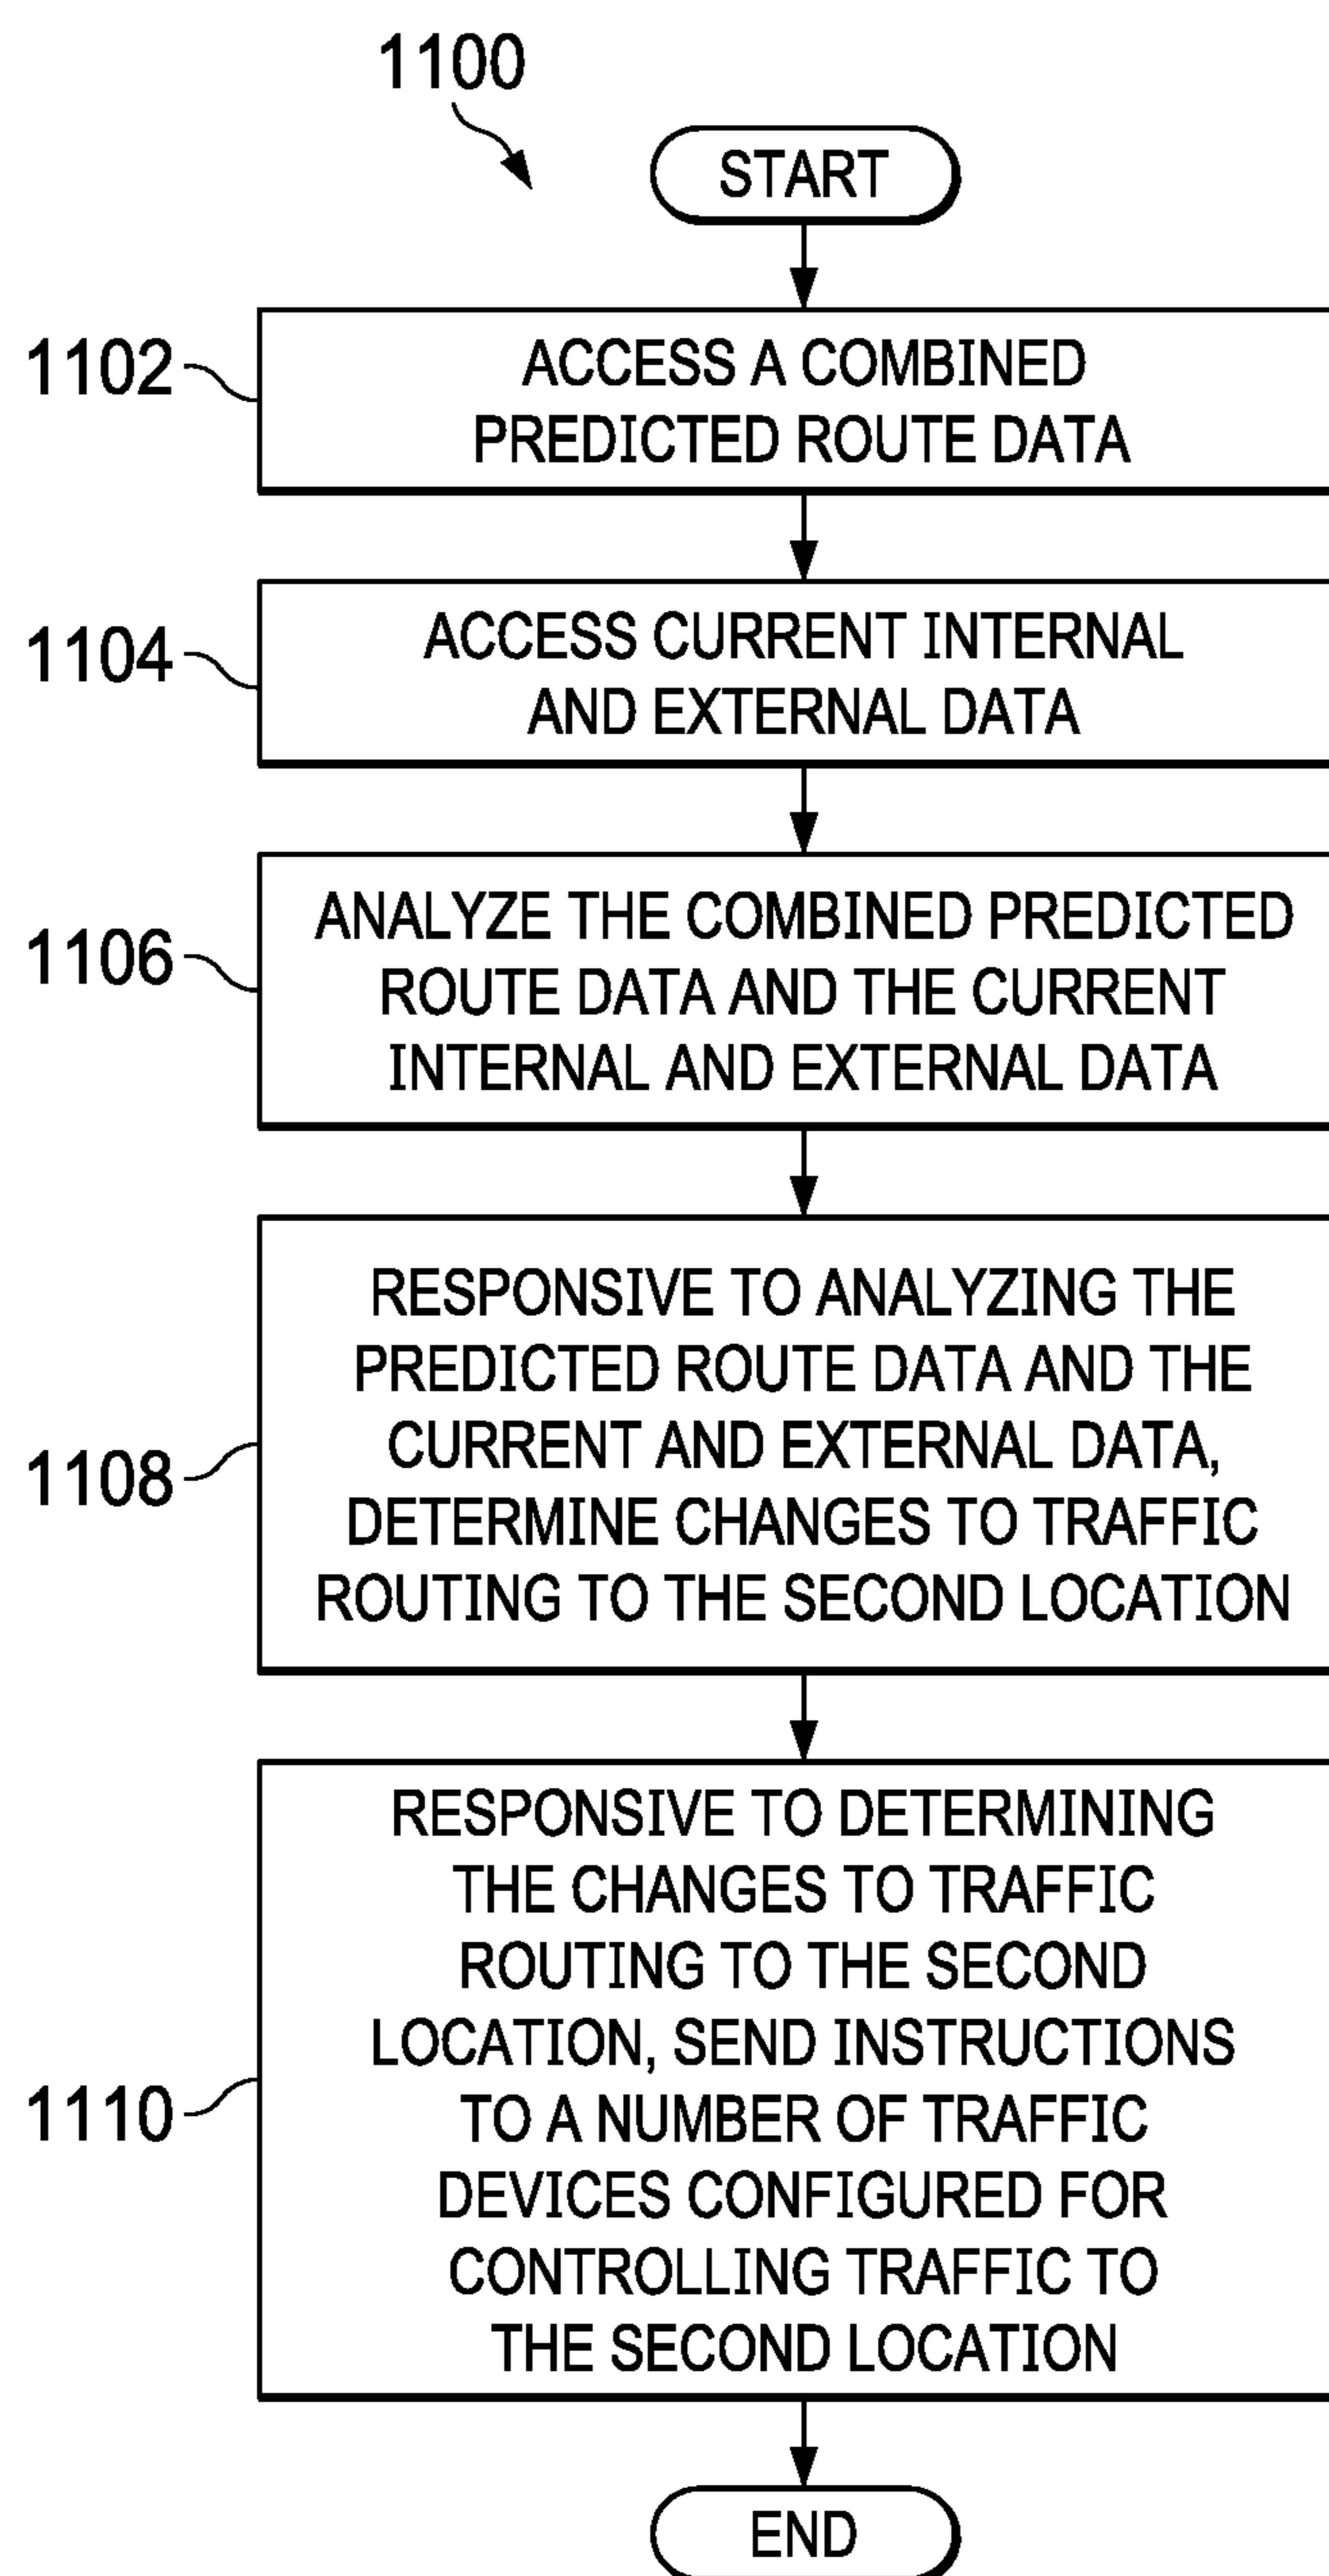 1100
START
1102
ACCESS A COMBINED
PREDICTED ROUTE DATA
1104
ACCESS CURRENT INTERNAL
AND EXTERNAL DATA
1106
ANALYZE THE COMBINED PREDICTED
ROUTE DATA AND THE CURRENT
INTERNAL AND EXTERNAL DATA
1108
RESPONSIVE TO ANALYZING THE
PREDICTED ROUTE DATA AND THE
CURRENT AND EXTERNAL DATA,
DETERMINE CHANGES TO TRAFFIC
ROUTING TO THE SECOND LOCATION
1110
RESPONSIVE TO DETERMINING
THE CHANGES TO TRAFFIC
ROUTING TO THE SECOND
LOCATION, SEND INSTRUCTIONS
TO A NUMBER OF TRAFFIC
DEVICES CONFIGURED FOR
CONTROLLING TRAFFIC TO
THE SECOND LOCATION
END